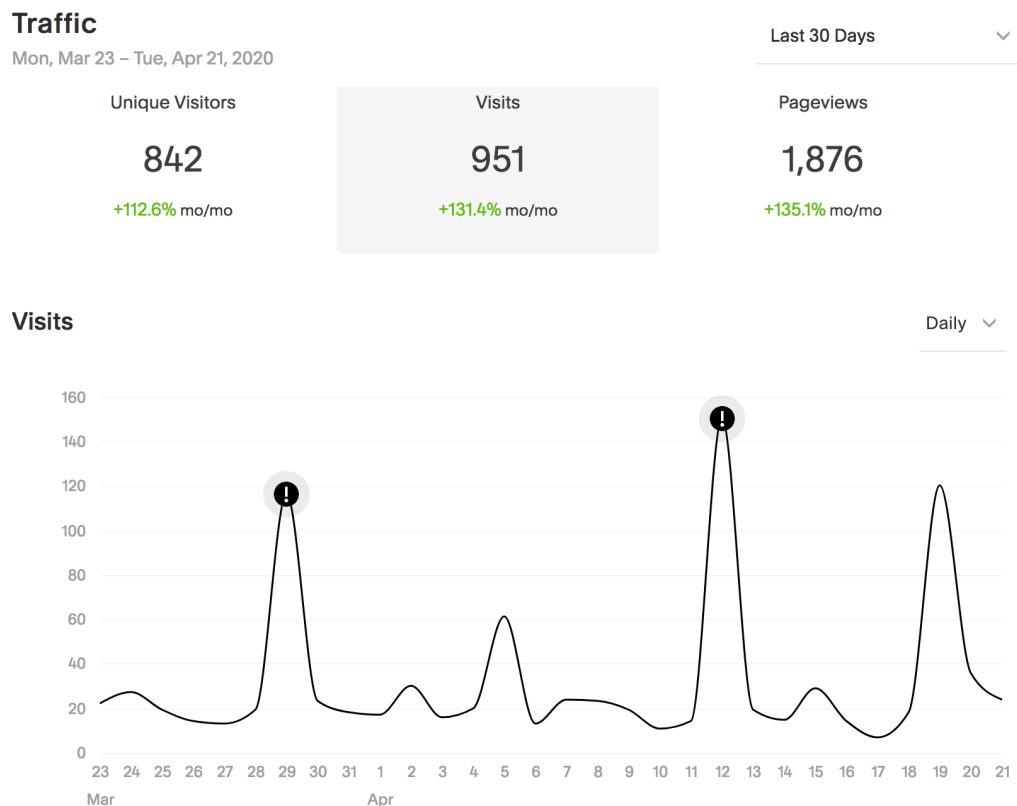 Traffic
Last 30 Days
Mon, Mar 23 – Tue, Apr 21, 2020
Unique Visitors Visits Pageviews
842 951 1,876
+112.6% mo/mo +131.4% mo/mo +135.1% mo/mo
Visits
Daily
160
140
120
100
80
60
40
20
0
23 24 25 26 27 28 29 30 31 1 2 3 4 5 6 7 8 9 10 11 12 13 14 15 16 17 18 19 20 21
Mar Apr